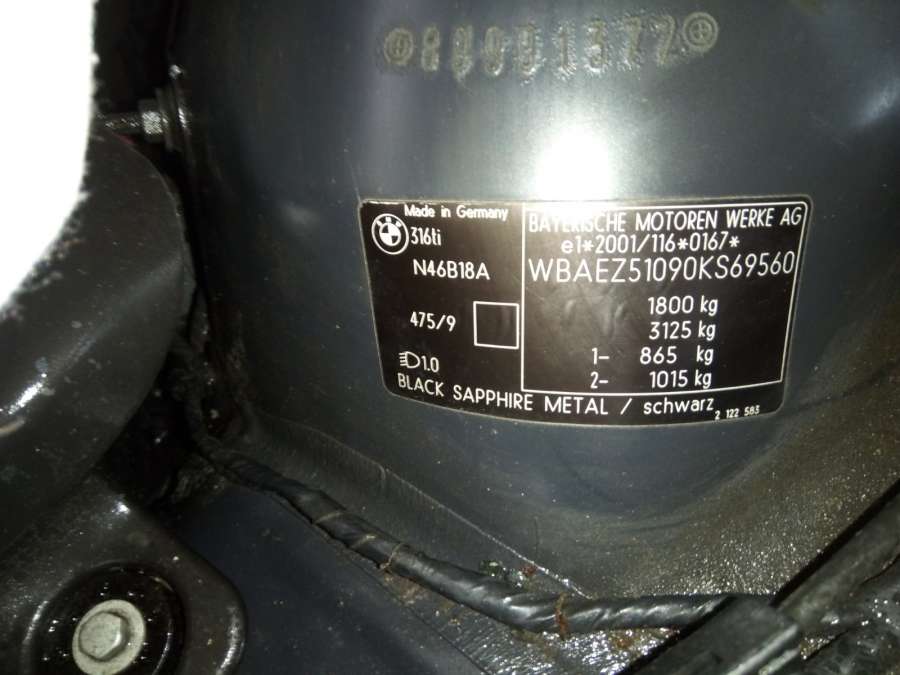 Made in Germany
316ti
N46B18A
475/9
1.0
BAYERISCHE MOTOREN WERKE AG
e1*2001/116*0167*
WBAEZ51090KS69560
1800 kg
3125 kg
1- 865 kg
2- 1015 kg
BLACK SAPPHIRE METAL / schwarz
2 122 583